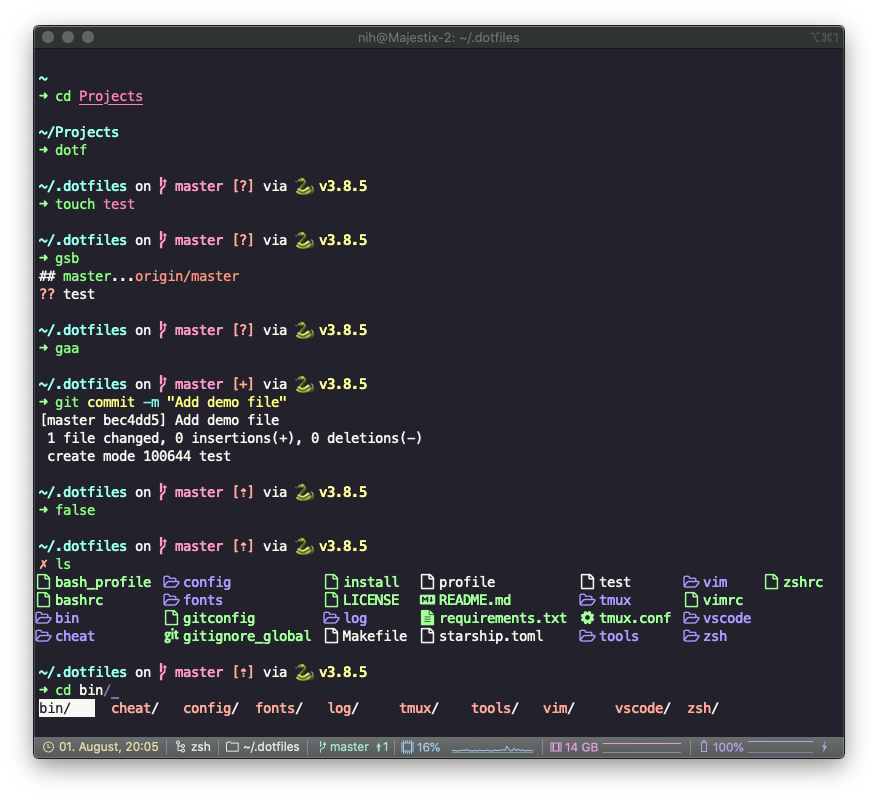 nih@Majestix-2: ~/.dotfiles ⌥⌘1
~
➜ cd Projects
~/Projects
➜ dotf
~/.dotfiles on master [?] via 🐍 v3.8.5
➜ touch test
~/.dotfiles on master [?] via 🐍 v3.8.5
➜ gsb
## master...origin/master
?? test
~/.dotfiles on master [?] via 🐍 v3.8.5
➜ gaa
~/.dotfiles on master [+] via 🐍 v3.8.5
➜ git commit -m "Add demo file"
[master bec4dd5] Add demo file
1 file changed, 0 insertions(+), 0 deletions(-)
create mode 100644 test
~/.dotfiles on master [⇡] via 🐍 v3.8.5
➜ false
~/.dotfiles on master [⇡] via 🐍 v3.8.5
✗ ls
bash_profile config install profile test vim zshrc
bashrc fonts LICENSE README.md tmux vimrc
bin gitconfig log requirements.txt tmux.conf vscode
cheat git gitignore_global Makefile starship.toml tools zsh
~/.dotfiles on master [⇡] via 🐍 v3.8.5
➜ cd bin/_
bin/ cheat/ config/ fonts/ log/ tmux/ tools/ vim/ vscode/ zsh/
01. August, 20:05 zsh ~/.dotfiles master ↑1 16% 14 GB 100%